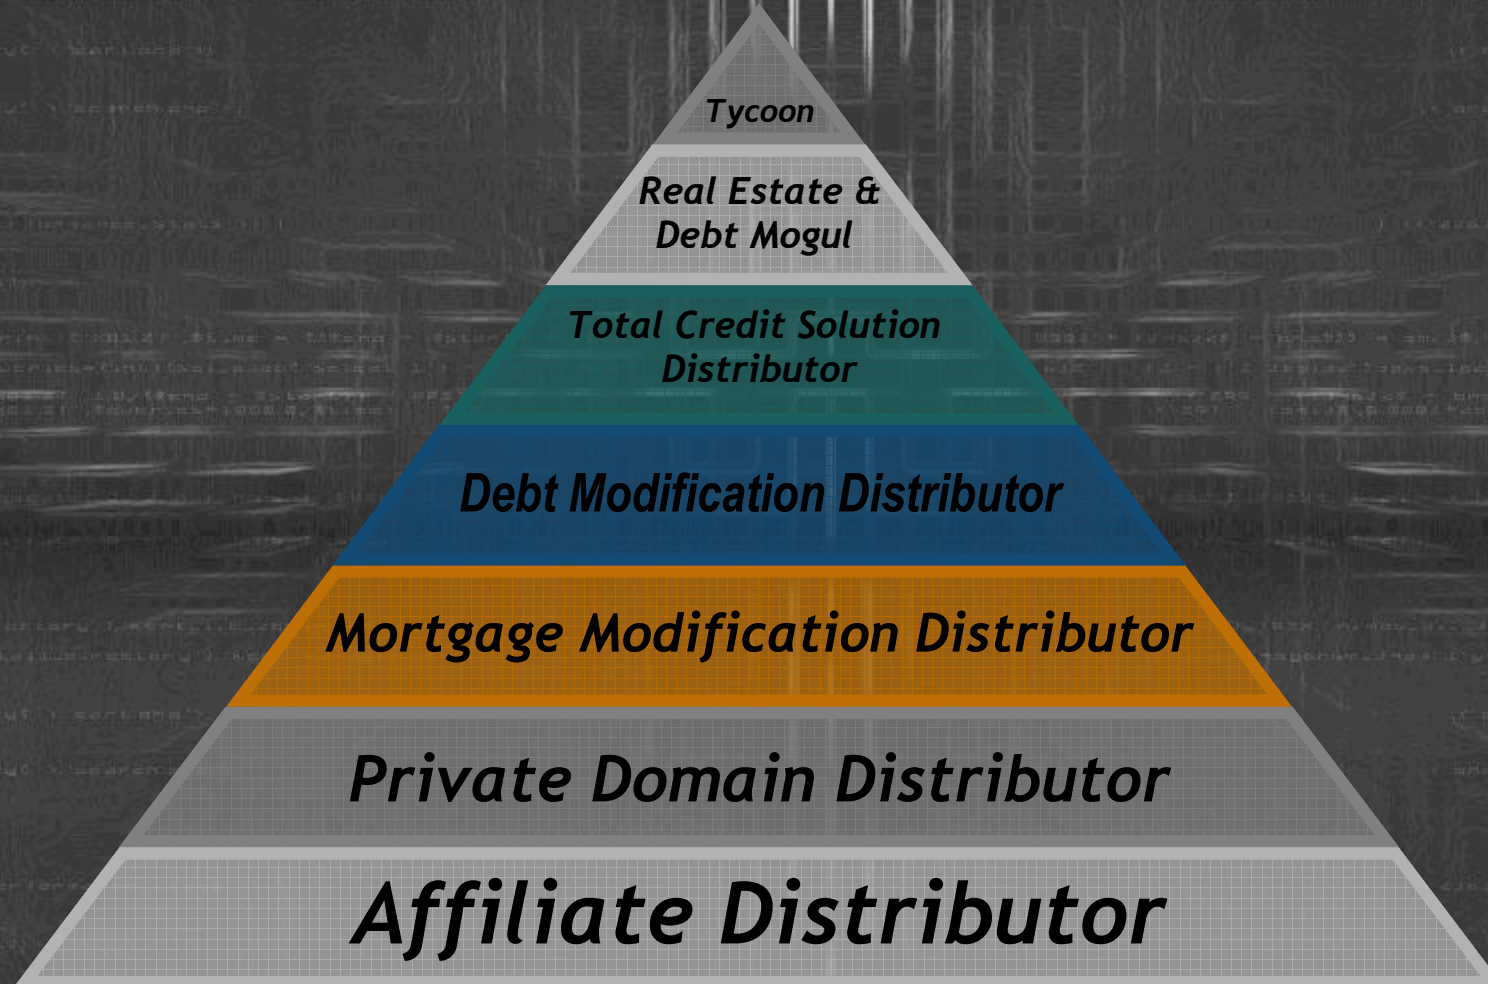 Tycoon
Real Estate &
Debt Mogul
Total Credit Solution
Distributor
Debt Modification Distributor
Mortgage Modification Distributor
Private Domain Distributor
Affiliate Distributor